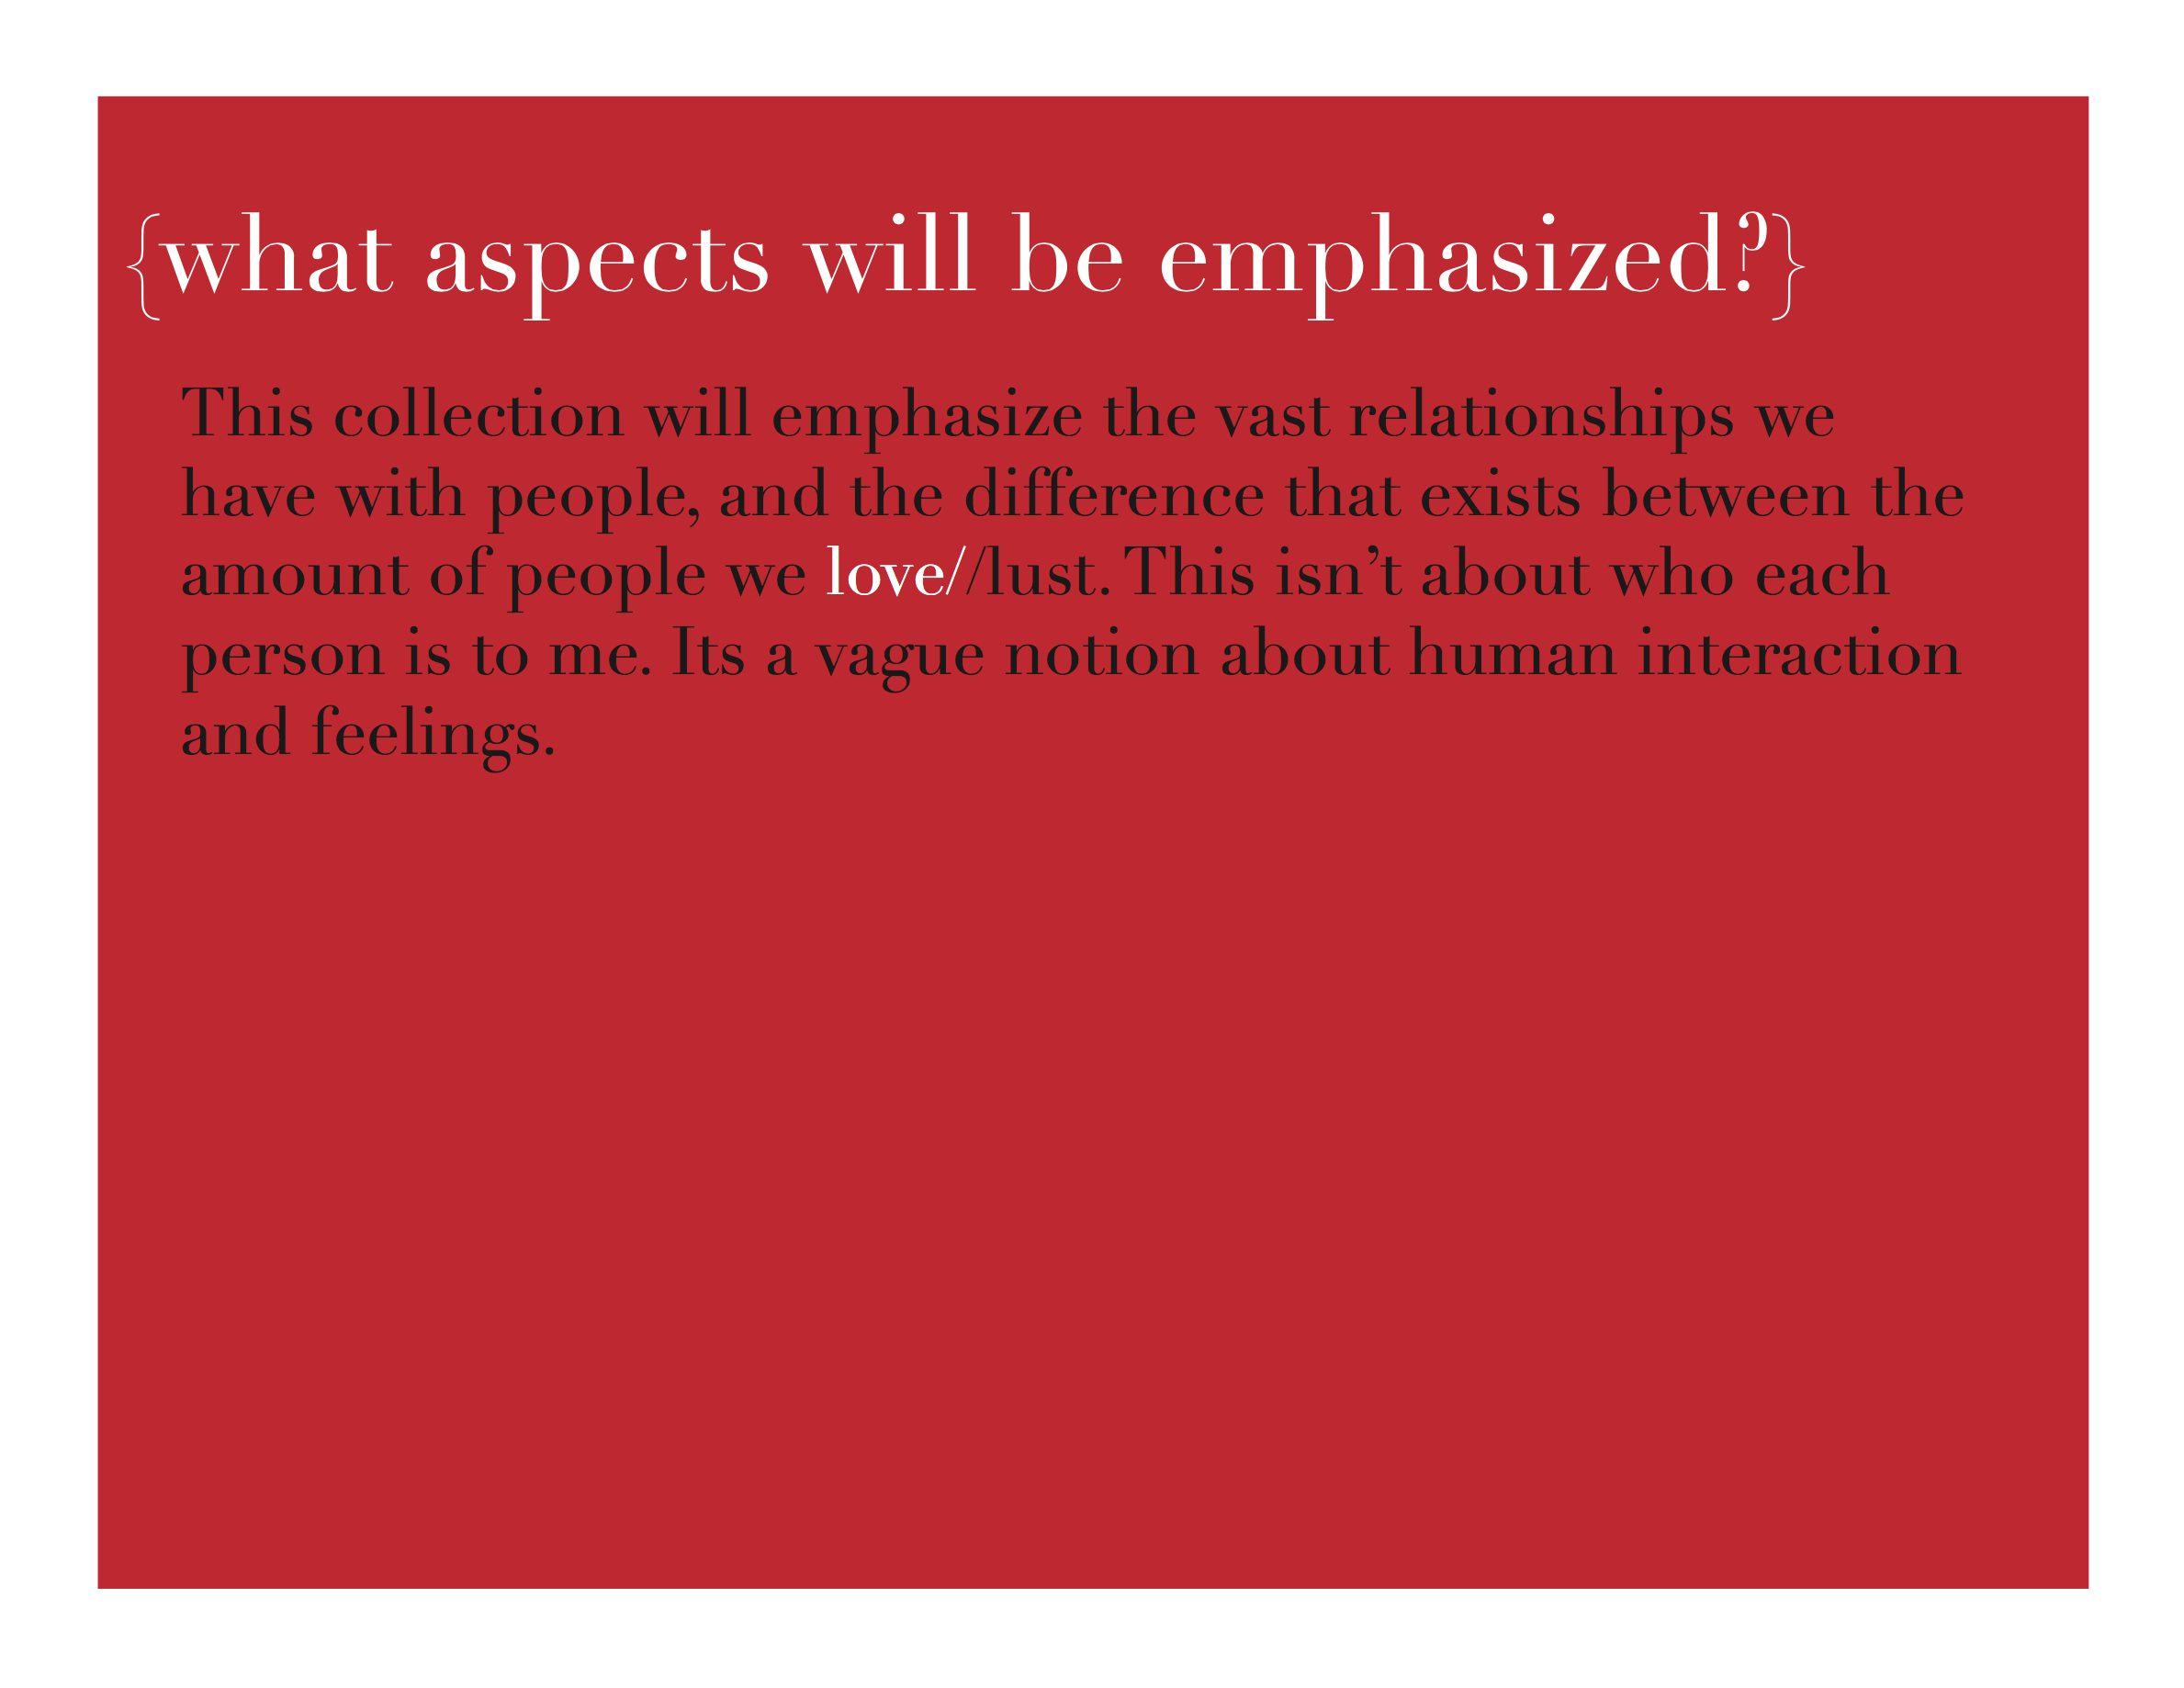 {what aspects will be emphasized?}
This collection will emphasize the vast relationships we
have with people, and the difference that exists between the
amount of people we love//lust. This isn’t about who each
person is to me. Its a vague notion about human interaction
and feelings.